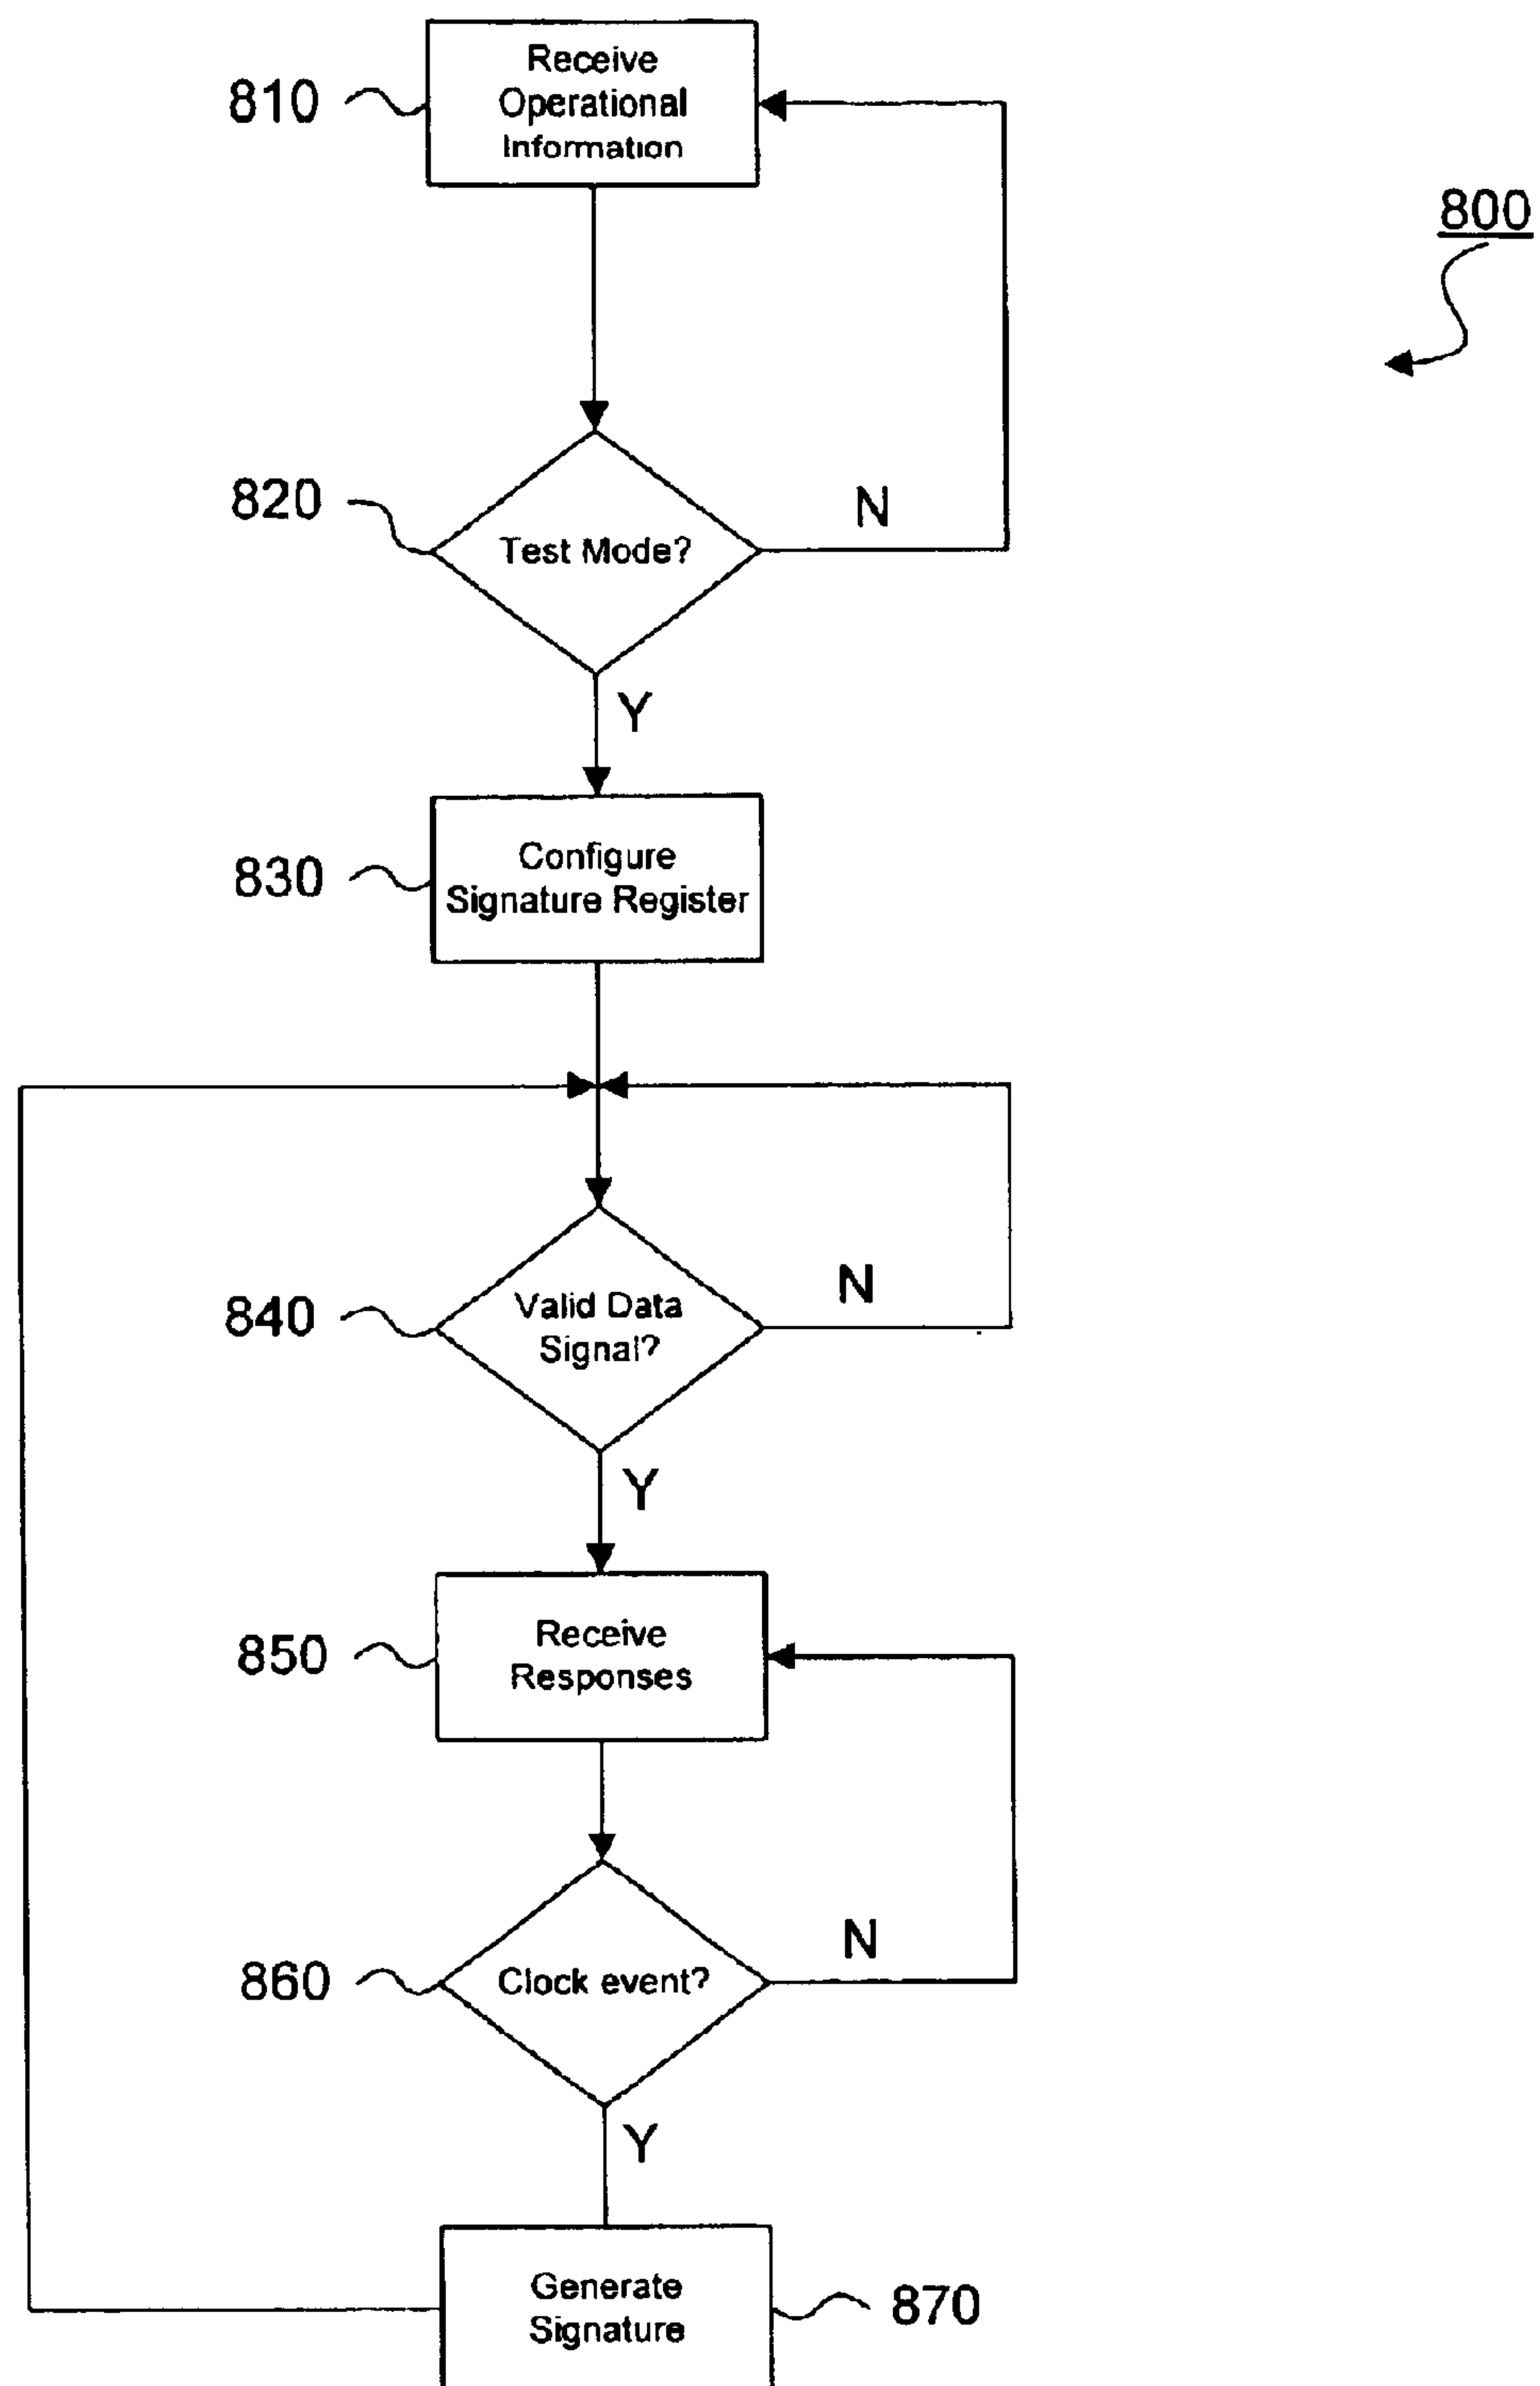 Receive
Operational
Information
810
800
820
Test Mode?
N
Y
Configure
Signature Register
830
840
Valid Data
Signal?
N
Y
Receive
Responses
850
860
Clock event?
N
Y
Generate
Signature
870